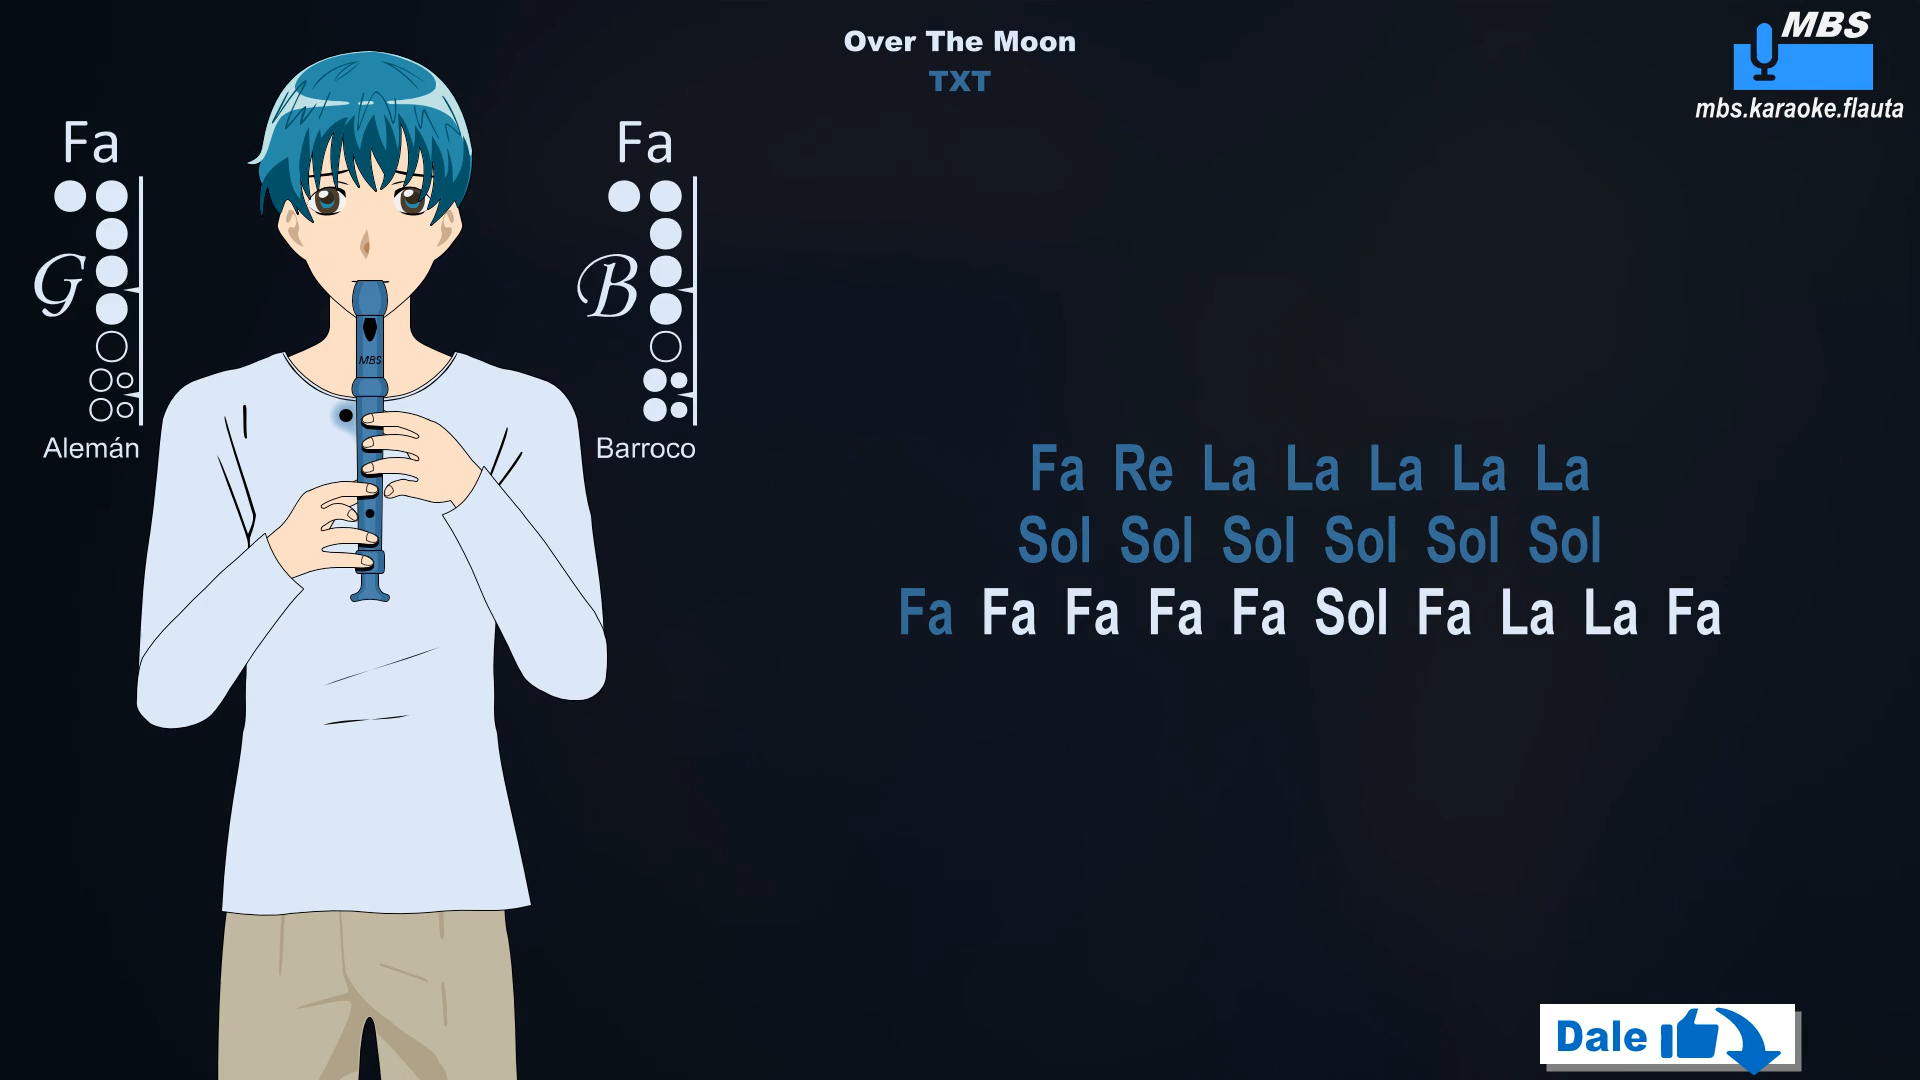 Over The Moon
TXT
MBS
mbs.karaoke.flauta
Fa
G
Alemán
Fa
B
Barroco
MBS
Fa Re La La La La La
Sol Sol Sol Sol Sol Sol
Fa Fa Fa Fa Fa Sol Fa La La Fa
Dale